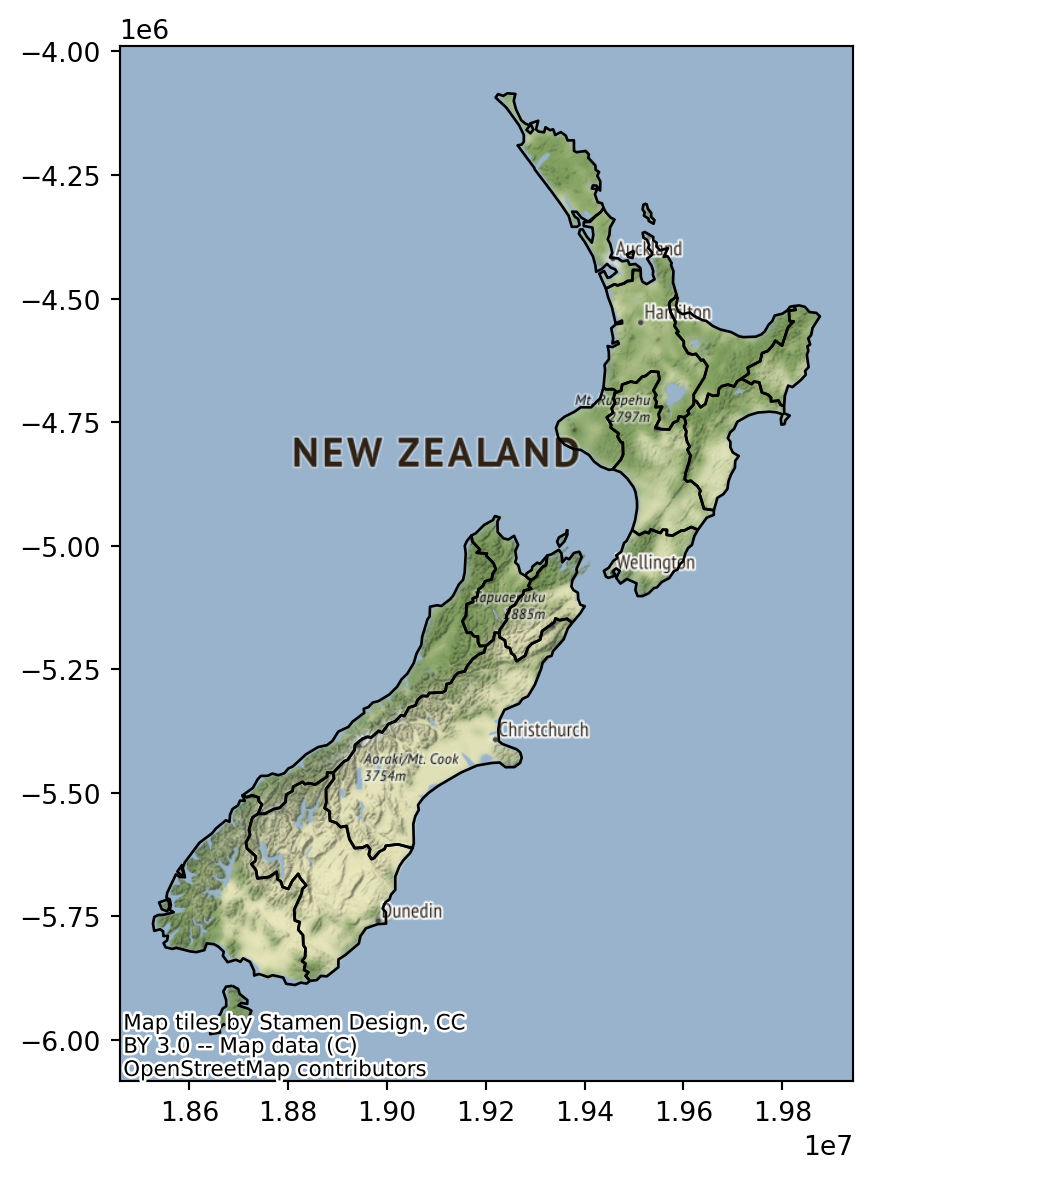 1e6
−4.00
−4.25
Auckland
−4.50
Hamilton
Mt. Ruapehu
2797m
−4.75
NEW ZEALAND
−5.00
Wellington
Tapuaenuku
2885m
−5.25
Christchurch
Aoraki/Mt. Cook
3754m
−5.50
−5.75
Dunedin
Map tiles by Stamen Design, CC
BY 3.0 -- Map data (C)
OpenStreetMap contributors
−6.00
1.86 1.88 1.90 1.92 1.94 1.96 1.98
1e7